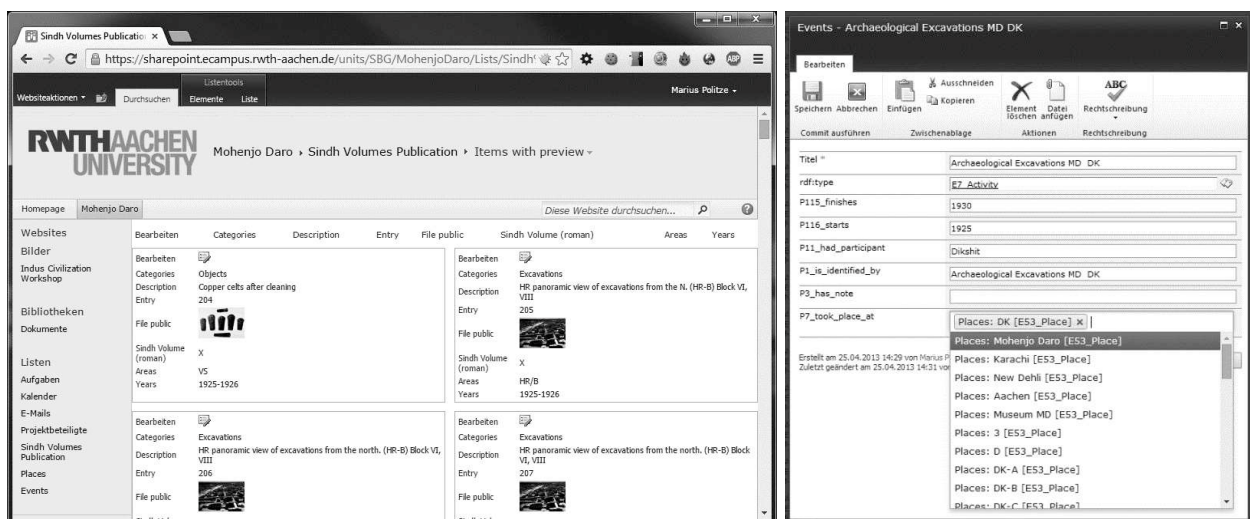 Sindh Volumes Publication
https://sharepoint.ecampus.rwth-aachen.de/units/SBG/MohenjoDaro/Lists/Sindh
ABP
Listentools
Websiteaktionen
Durchsuchen
Elemente
Liste
Marius Politze
RWTHAACHEN
UNIVERSITY
Mohenjo Daro › Sindh Volumes Publication › Items with preview
Homepage
Mohenjo Daro
Diese Website durchsuchen...
Websites
Bilder
Indus Civilization
Workshop
Bibliotheken
Dokumente
Listen
Aufgaben
Kalender
E-Mails
Projektbeteiligte
Sindh Volumes
Publication
Places
Events
Bearbeiten Categories Description Entry File public Sindh Volume (roman) Areas Years
Bearbeiten
Categories Objects
Description Copper celts after cleaning
Entry 204
File public
Sindh Volume
(roman) X
Areas VS
Years 1925-1926
Bearbeiten
Categories Excavations
Description HR panoramic view of excavations from the N. (HR-B) Block VI,
VIII
Entry 205
File public
Sindh Volume
(roman) X
Areas HR/B
Years 1925-1926
Bearbeiten
Categories Excavations
Description HR panoramic view of excavations from the north. (HR-B) Block VI,
VIII
Entry 206
File public
Bearbeiten
Categories Excavations
Description HR panoramic view of excavations from the north. (HR-B) Block
VI, VIII
Entry 207
File public
Events - Archaeological Excavations MD DK
Bearbeiten
Speichern Abbrechen
Einfügen
Ausschneiden
Kopieren
Element
löschen
Datei
anfügen
ABC
Rechtschreibung
Commit ausführen Zwischenablage Aktionen Rechtschreibung
Titel * Archaeological Excavations MD DK
rdf:type E7_Activity
P115_finishes 1930
P116_starts 1925
P11_had_participant Dikshit
P1_is_identified_by Archaeological Excavations MD DK
P3_has_note
P7_took_place_at Places: DK [E53_Place] x
Places: Mohenjo Daro [E53_Place]
Places: Karachi [E53_Place]
Places: New Dehli [E53_Place]
Places: Aachen [E53_Place]
Places: Museum MD [E53_Place]
Places: 3 [E53_Place]
Places: D [E53_Place]
Places: DK-A [E53_Place]
Places: DK-B [E53_Place]
Places: DK-C [E53_Place]
Erstellt am 25.04.2013 14:29 von Marius P
Zuletzt geändert am 25.04.2013 14:31 von